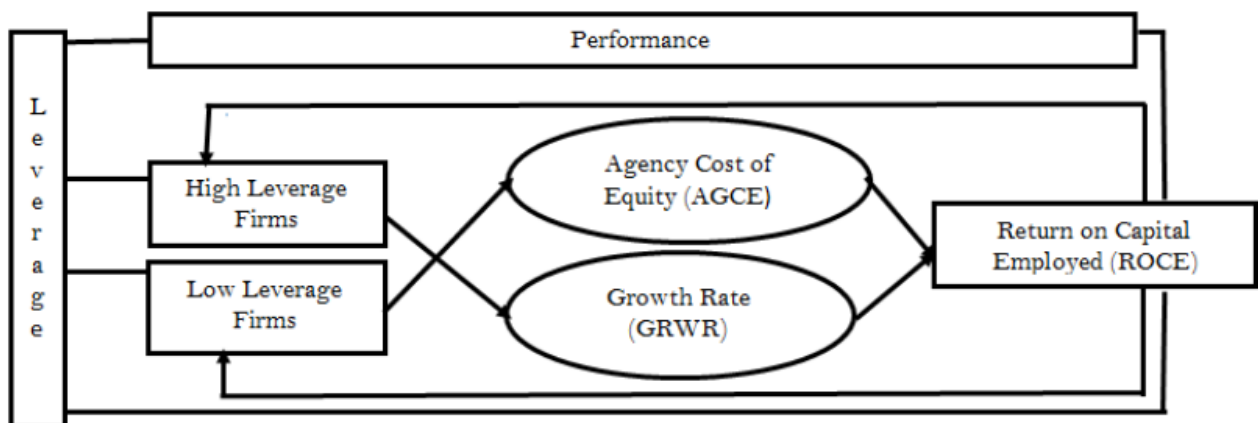 Performance
Leverage
High Leverage
Firms
Low Leverage
Firms
Agency Cost of
Equity (AGCE)
Growth Rate
(GRWR)
Return on Capital
Employed (ROCE)